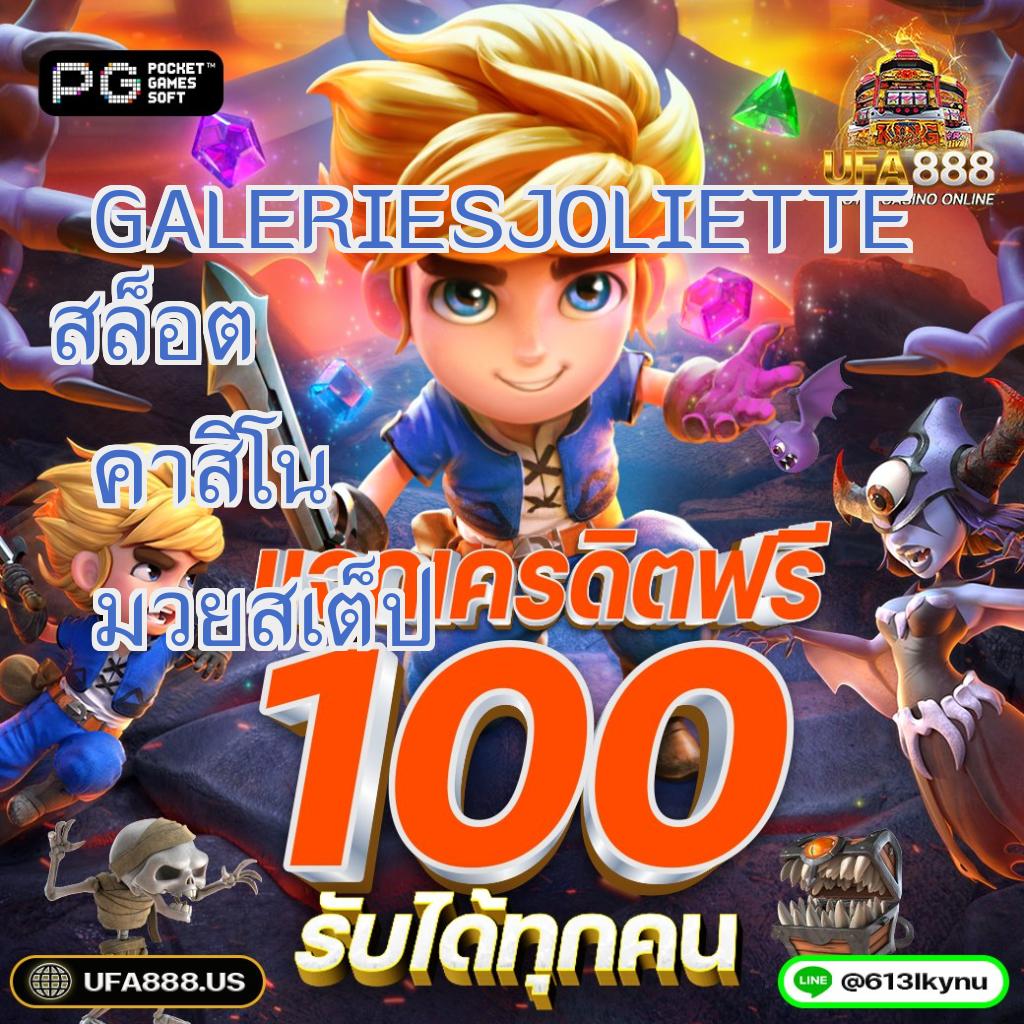 PG POCKET GAMES SOFT™
UFA888
CASINO ONLINE
GALERIESJOLIETTE
สล็อต
คาสิโน
แจกเครดิตฟรี
มวยสเต็ป
100
รับได้ทุกคน
UFA888.US
LINE @613lkynu